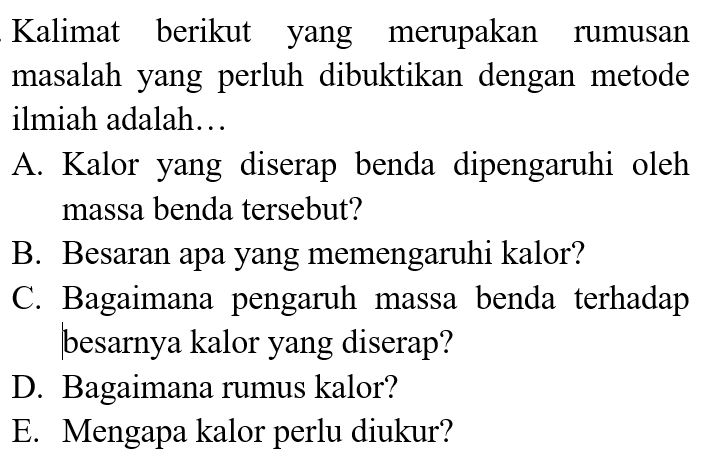 Kalimat berikut yang merupakan rumusan
masalah yang perluh dibuktikan dengan metode
ilmiah adalah…
A. Kalor yang diserap benda dipengaruhi oleh
massa benda tersebut?
B. Besaran apa yang memengaruhi kalor?
C. Bagaimana pengaruh massa benda terhadap
besarnya kalor yang diserap?
D. Bagaimana rumus kalor?
E. Mengapa kalor perlu diukur?